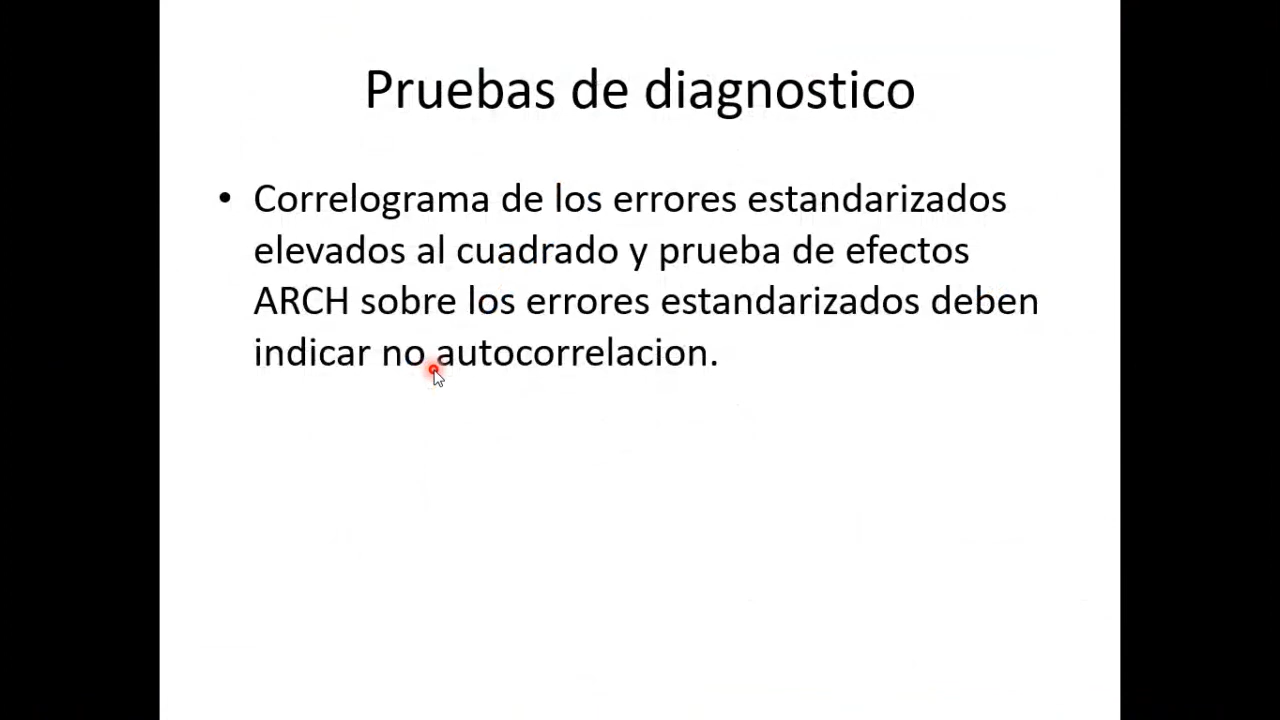 Pruebas de diagnostico
• Correlograma de los errores estandarizados
elevados al cuadrado y prueba de efectos
ARCH sobre los errores estandarizados deben
indicar no autocorrelacion.